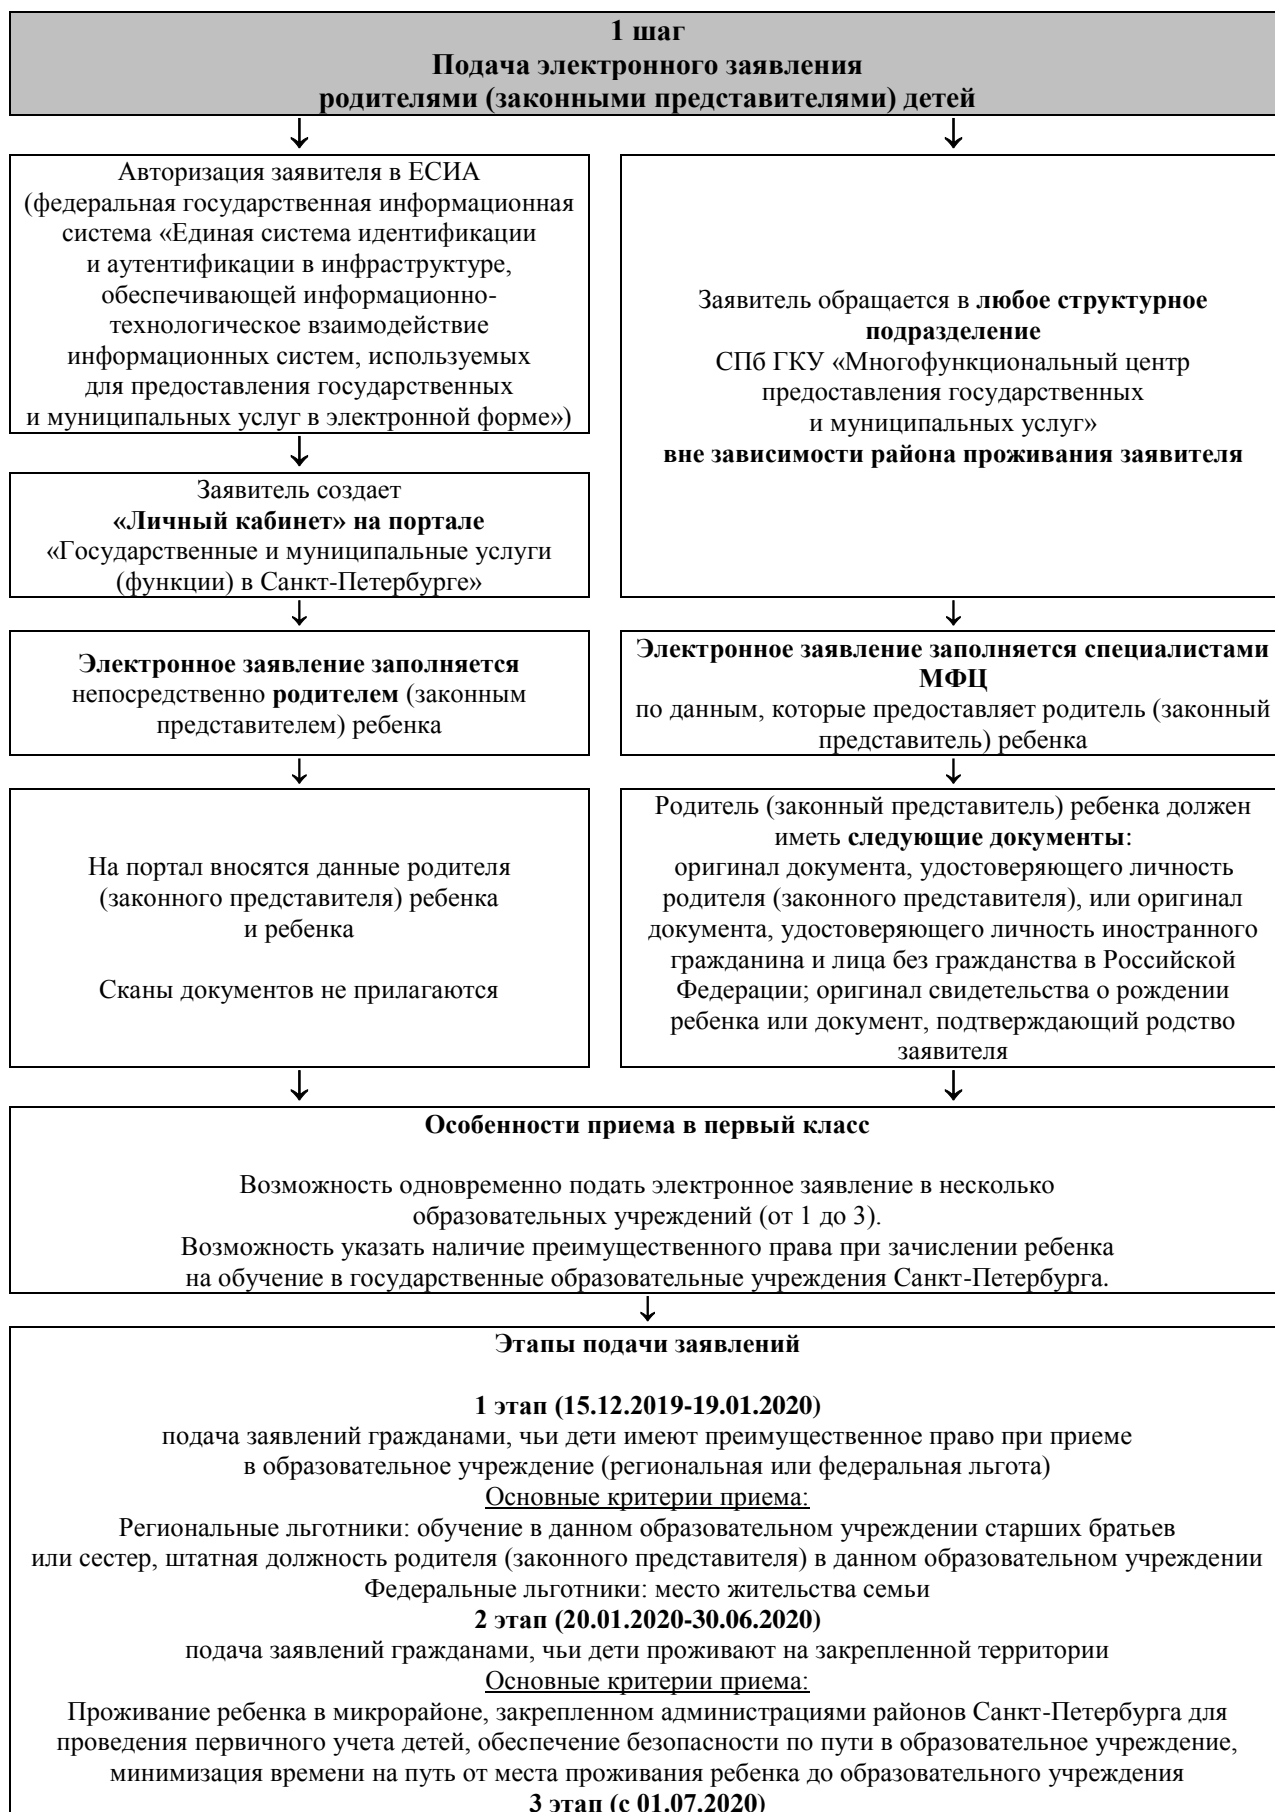 1 шаг
Подача электронного заявления
родителями (законными представителями) детей
Авторизация заявителя в ЕСИА
(федеральная государственная информационная
система «Единая система идентификации
и аутентификации в инфраструктуре,
обеспечивающей информационно-
технологическое взаимодействие
информационных систем, используемых
для предоставления государственных
и муниципальных услуг в электронной форме»)
Заявитель создает
«Личный кабинет» на портале
«Государственные и муниципальные услуги
(функции) в Санкт-Петербурге»
Электронное заявление заполняется
непосредственно родителем (законным
представителем) ребенка
На портал вносятся данные родителя
(законного представителя) ребенка
и ребенка
Сканы документов не прилагаются
Заявитель обращается в любое структурное
подразделение
СПб ГКУ «Многофункциональный центр
предоставления государственных
и муниципальных услуг»
вне зависимости района проживания заявителя
Электронное заявление заполняется специалистами
МФЦ
по данным, которые предоставляет родитель (законный
представитель) ребенка
Родитель (законный представитель) ребенка должен
иметь следующие документы:
оригинал документа, удостоверяющего личность
родителя (законного представителя), или оригинал
документа, удостоверяющего личность иностранного
гражданина и лица без гражданства в Российской
Федерации; оригинал свидетельства о рождении
ребенка или документ, подтверждающий родство
заявителя
Особенности приема в первый класс
Возможность одновременно подать электронное заявление в несколько
образовательных учреждений (от 1 до 3).
Возможность указать наличие преимущественного права при зачислении ребенка
на обучение в государственные образовательные учреждения Санкт-Петербурга.
Этапы подачи заявлений
1 этап (15.12.2019-19.01.2020)
подача заявлений гражданами, чьи дети имеют преимущественное право при приеме
в образовательное учреждение (региональная или федеральная льгота)
Основные критерии приема:
Региональные льготники: обучение в данном образовательном учреждении старших братьев
или сестер, штатная должность родителя (законного представителя) в данном образовательном учреждении
Федеральные льготники: место жительства семьи
2 этап (20.01.2020-30.06.2020)
подача заявлений гражданами, чьи дети проживают на закрепленной территории
Основные критерии приема:
Проживание ребенка в микрорайоне, закрепленном администрациями районов Санкт-Петербурга для
проведения первичного учета детей, обеспечение безопасности по пути в образовательное учреждение,
минимизация времени на путь от места проживания ребенка до образовательного учреждения
3 этап (с 01.07.2020)